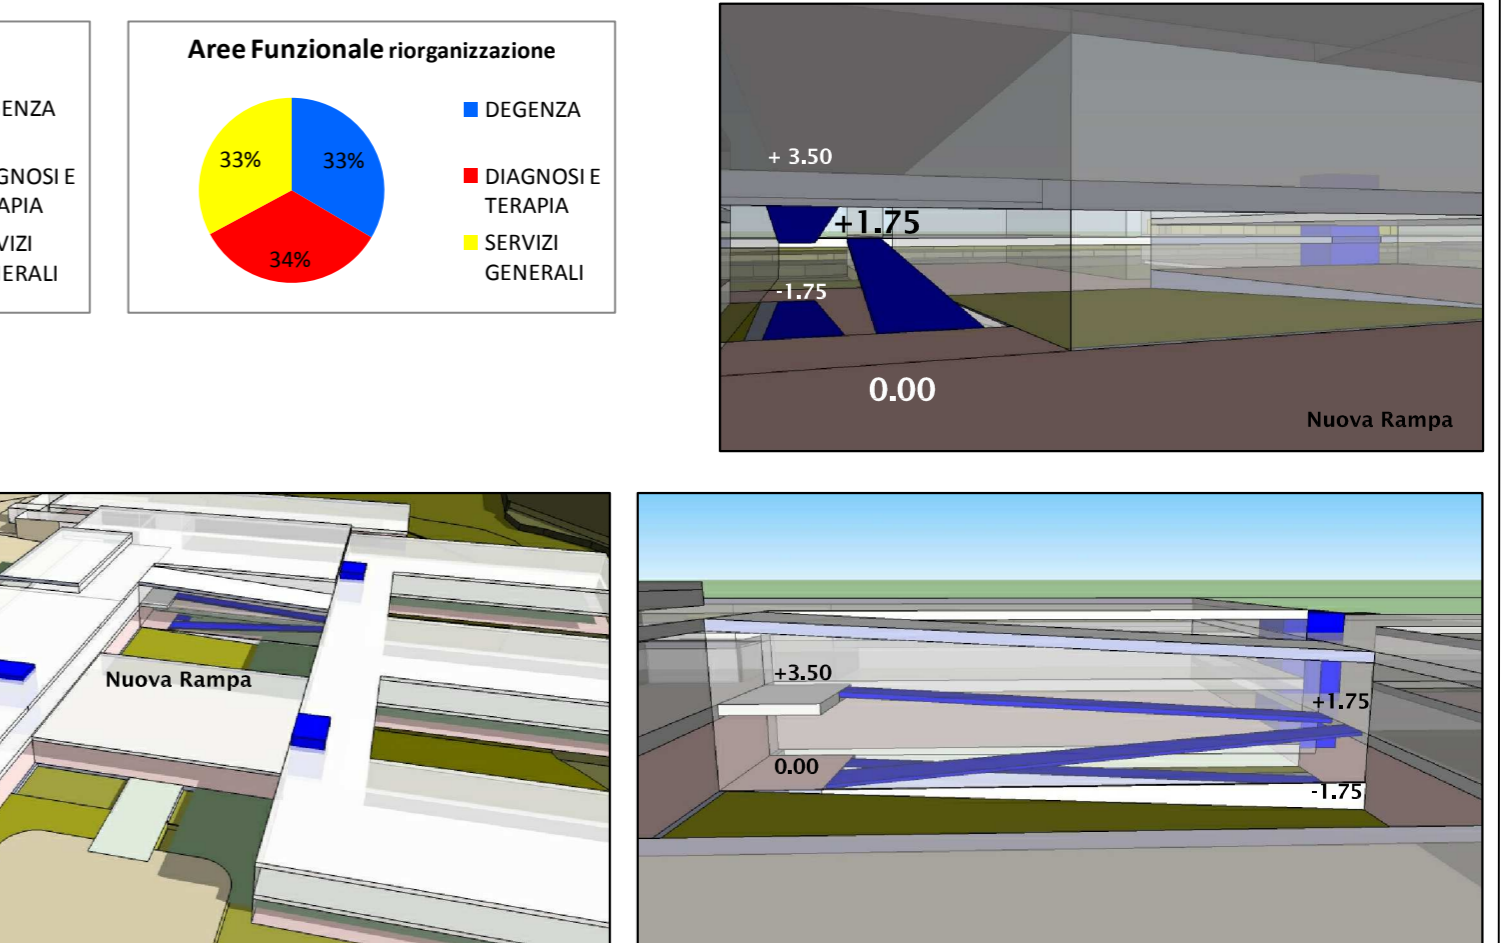 ENZA
GNOSI E
APIA
VIZI
ERALI
Aree Funzionale riorganizzazione
33%
33%
34%
DEGENZA
DIAGNOSI E
TERAPIA
SERVIZI
GENERALI
+ 3.50
+1.75
-1.75
0.00
Nuova Rampa
Nuova Rampa
+3.50
+1.75
0.00
-1.75